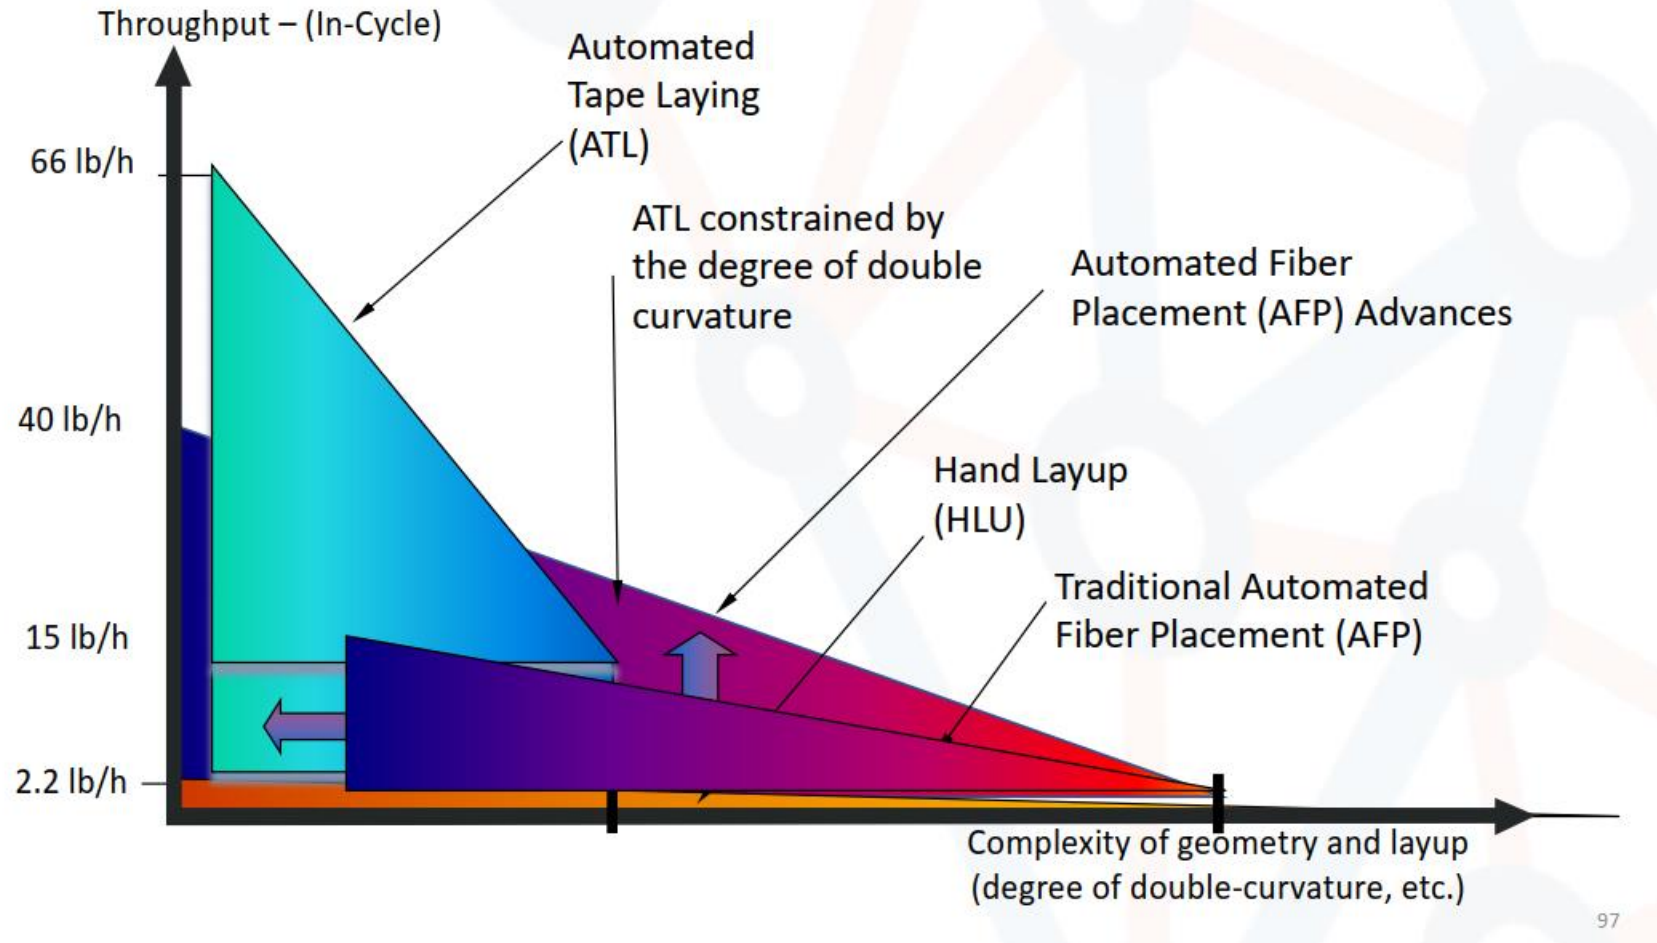 Throughput – (In-Cycle)
Automated
Tape Laying
(ATL)
66 lb/h
ATL constrained by
the degree of double
curvature
Automated Fiber
Placement (AFP) Advances
40 lb/h
Hand Layup
(HLU)
Traditional Automated
Fiber Placement (AFP)
15 lb/h
2.2 lb/h
Complexity of geometry and layup
(degree of double-curvature, etc.)
97